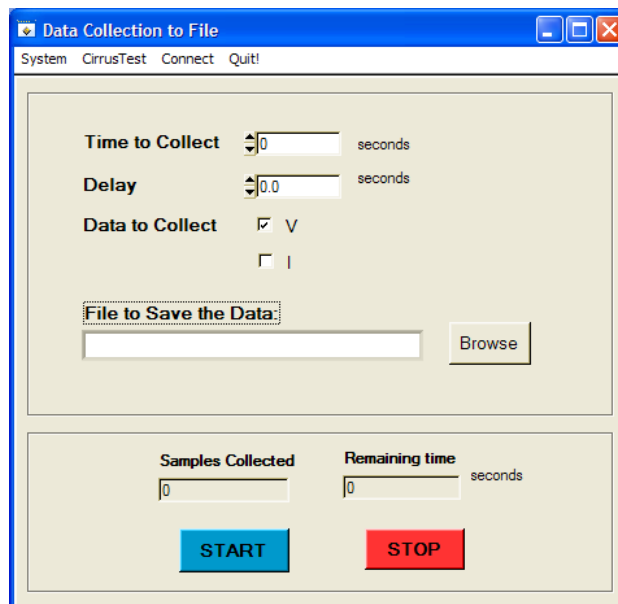 Data Collection to File
System CirrusTest Connect Quit!
Time to Collect 0 seconds
Delay 0.0 seconds
Data to Collect V
I
File to Save the Data:
Browse
Samples Collected Remaining time
0 0 seconds
START STOP